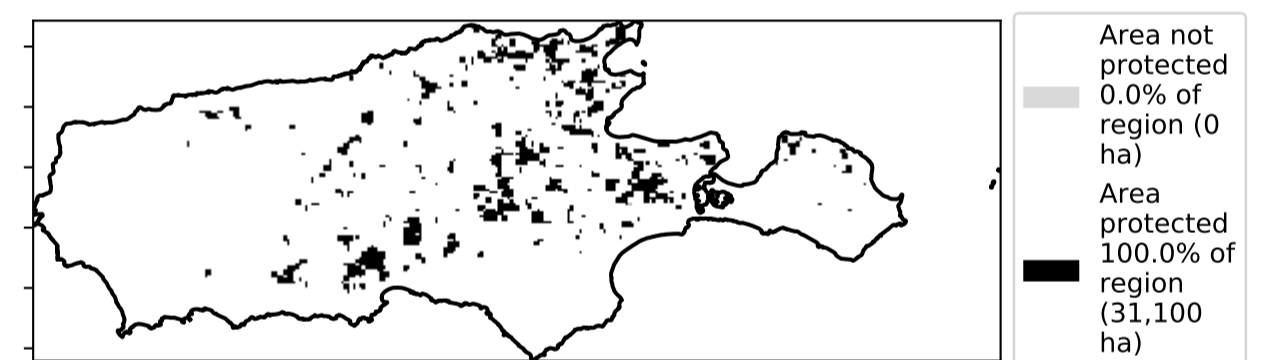 Area not
protected
0.0% of
region (0
ha)
Area
protected
100.0% of
region
(31,100
ha)